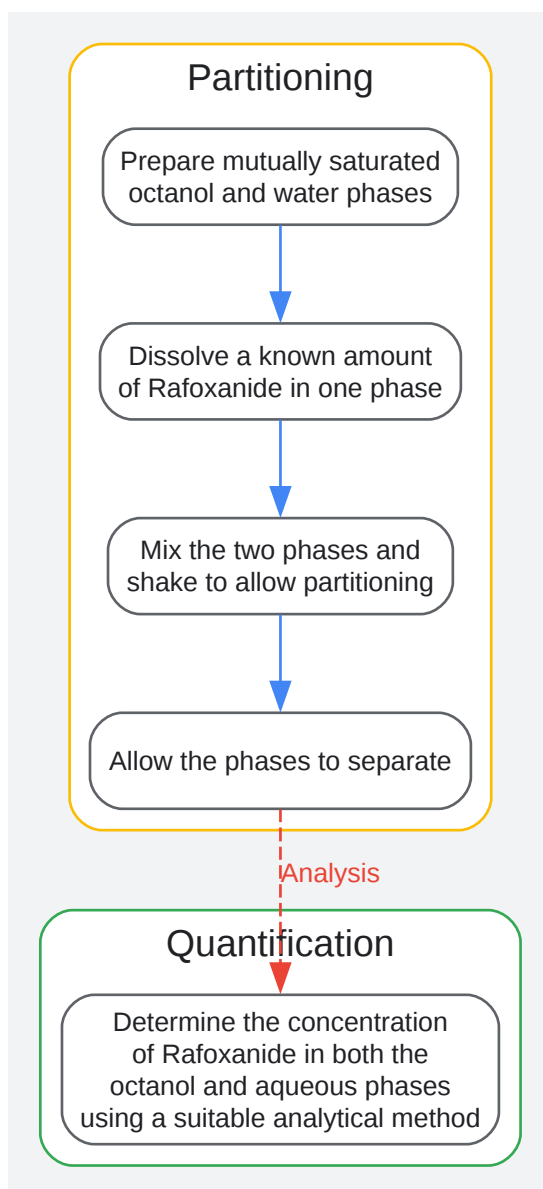 Partitioning
Prepare mutually saturated
octanol and water phases
Dissolve a known amount
of Rafoxanide in one phase
Mix the two phases and
shake to allow partitioning
Allow the phases to separate
Analysis
Quantification
Determine the concentration
of Rafoxanide in both the
octanol and aqueous phases
using a suitable analytical method